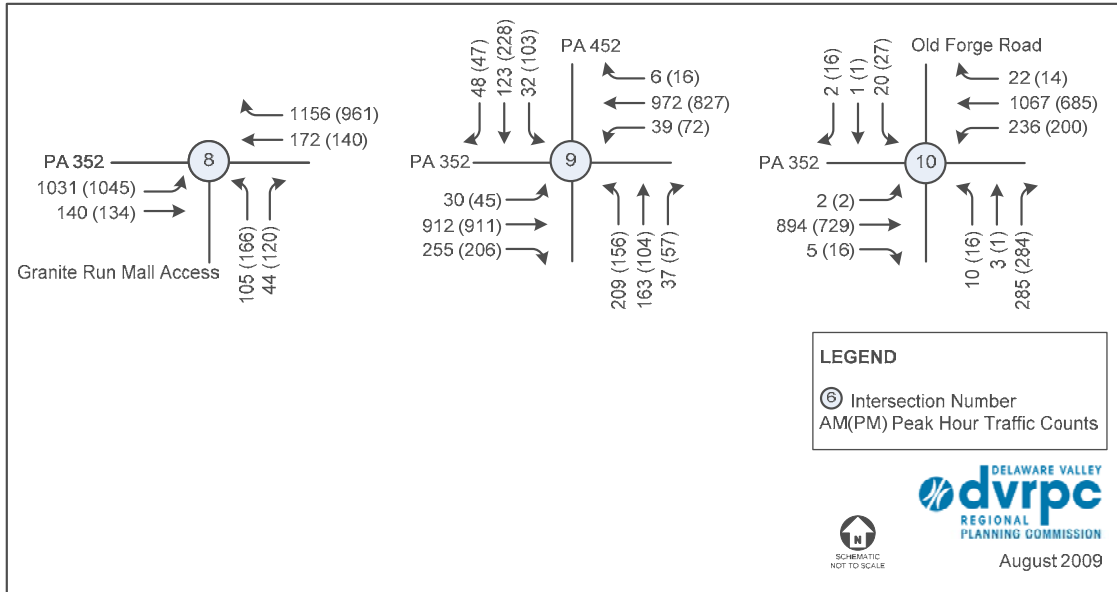 1156 (961)
172 (140)
PA 352
8
1031 (1045)
140 (134)
Granite Run Mall Access
105 (166)
44 (120)
48 (47)
123 (228)
32 (103)
PA 452
6 (16)
972 (827)
39 (72)
PA 352
9
30 (45)
912 (911)
255 (206)
209 (156)
163 (104)
37 (57)
2 (16)
1 (1)
20 (27)
Old Forge Road
22 (14)
1067 (685)
236 (200)
PA 352
10
2 (2)
894 (729)
5 (16)
10 (16)
3 (1)
285 (284)
LEGEND
6 Intersection Number
AM(PM) Peak Hour Traffic Counts
DELAWARE VALLEY
dvrpc
REGIONAL
PLANNING COMMISSION
N
SCHEMATIC
NOT TO SCALE
August 2009